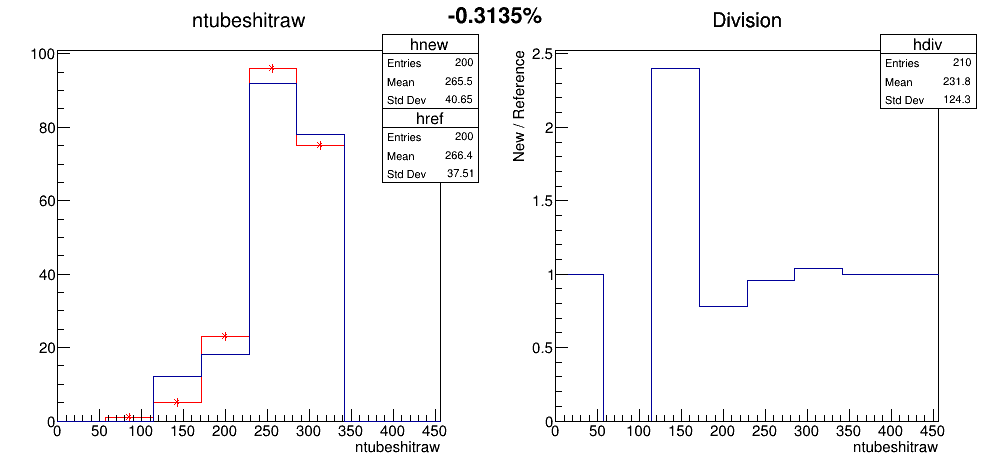 -0.3135%
ntubeshitraw
hnew
Entries 200
Mean 265.5
Std Dev 40.65
href
Entries 200
Mean 266.4
Std Dev 37.51
100
80
60
40
20
0
0 50 100 150 200 250 300 350 400 450
ntubeshitraw
Division
hdiv
Entries 210
Mean 231.8
Std Dev 124.3
New / Reference
2.5
2
1.5
1
0.5
0
0 50 100 150 200 250 300 350 400 450
ntubeshitraw